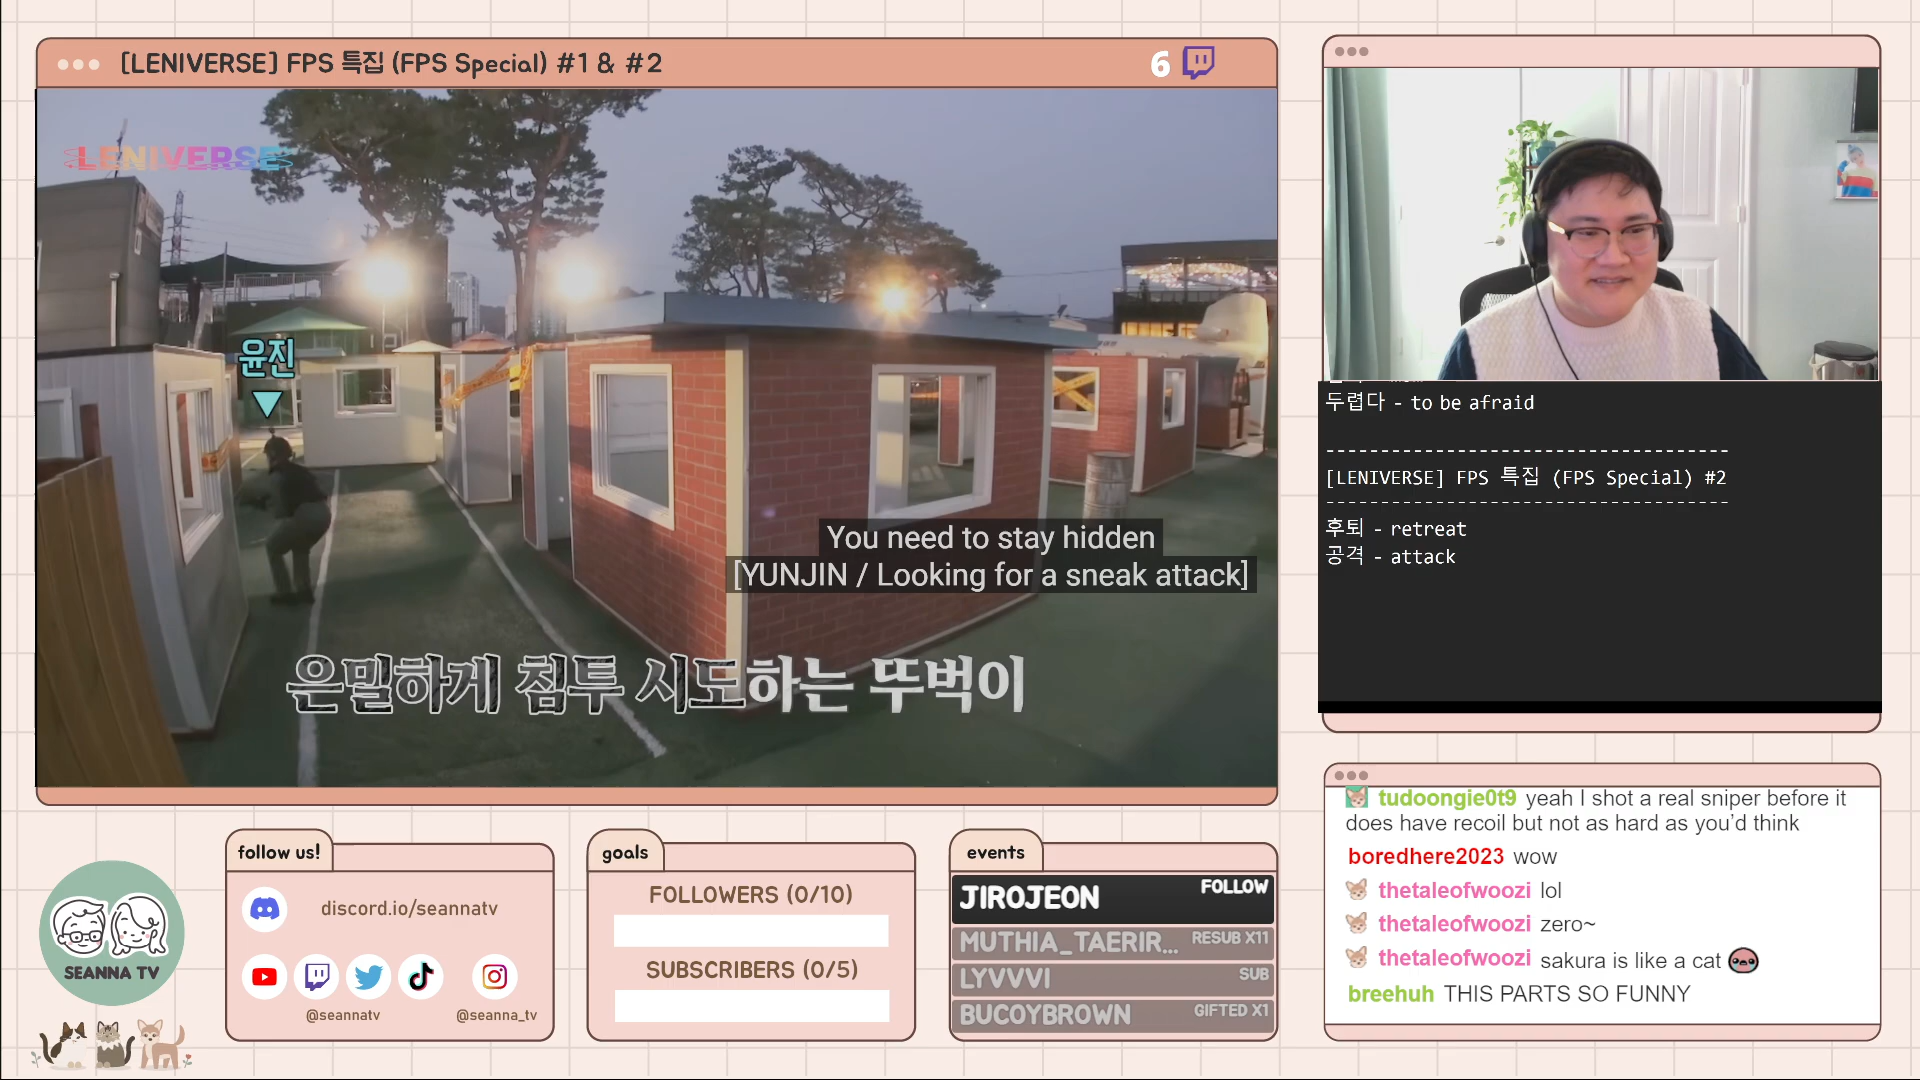 [LENIVERSE] FPS 특집 (FPS Special) #1 & #2
6
LENIVERSE
윤진
You need to stay hidden
[YUNJIN / Looking for a sneak attack]
은밀하게 침투 시도하는 뚜벅이
두렵다 - to be afraid
[LENIVERSE] FPS 특집 (FPS Special) #2
후퇴 - retreat
공격 - attack
follow us!
discord.io/seannatv
@seannatv
@seanna_tv
SEANNA TV
goals
FOLLOWERS (0/10)
SUBSCRIBERS (0/5)
events
JIROJEON FOLLOW
MUTHIA_TAERIR... RESUB X11
LYVVVI SUB
BUCOYBROWN GIFTED X1
tudoongie0t9 yeah I shot a real sniper before it
does have recoil but not as hard as you'd think
boredhere2023 wow
thetaleofwoozi lol
thetaleofwoozi zero~
thetaleofwoozi sakura is like a cat
breehuh THIS PARTS SO FUNNY